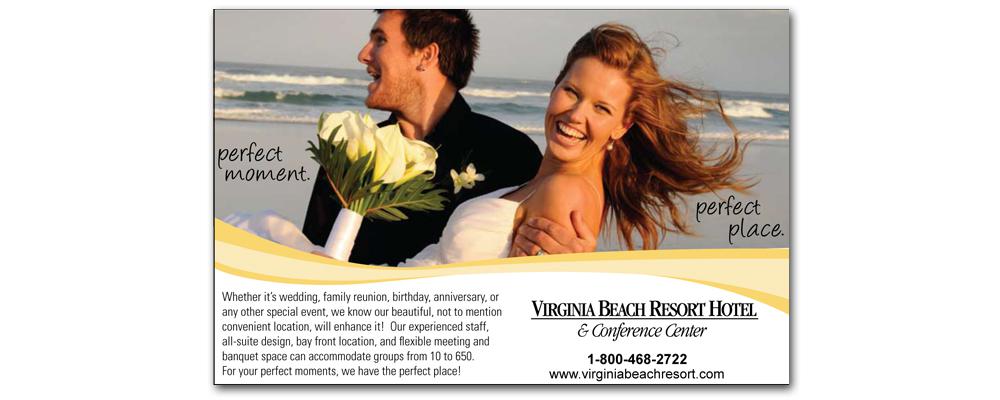 perfect
moment.
perfect
place.
Whether it's wedding, family reunion, birthday, anniversary, or
any other special event, we know our beautiful, not to mention
convenient location, will enhance it!  Our experienced staff,
all-suite design, bay front location, and flexible meeting and
banquet space can accommodate groups from 10 to 650.
For your perfect moments, we have the perfect place!
VIRGINIA BEACH RESORT HOTEL
& Conference Center
1-800-468-2722
www.virginiabeachresort.com